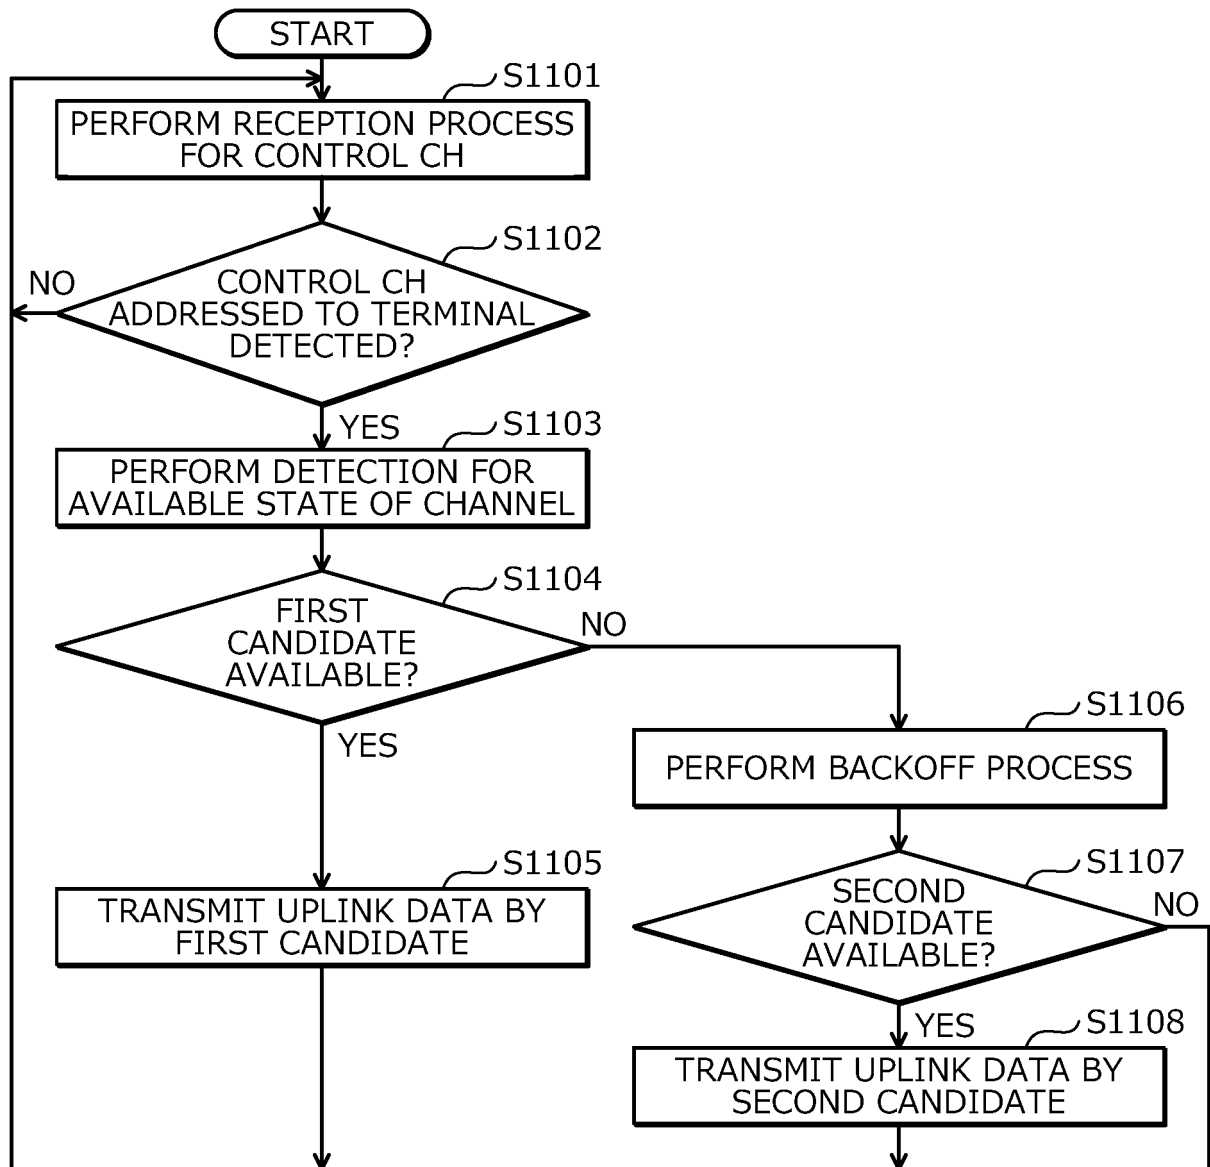 START
S1101
PERFORM RECEPTION PROCESS
FOR CONTROL CH
S1102
NO
CONTROL CH
ADDRESSED TO TERMINAL
DETECTED?
YES
S1103
PERFORM DETECTION FOR
AVAILABLE STATE OF CHANNEL
S1104
FIRST
CANDIDATE
AVAILABLE?
NO
YES
S1106
PERFORM BACKOFF PROCESS
S1105
TRANSMIT UPLINK DATA BY
FIRST CANDIDATE
S1107
SECOND
CANDIDATE
AVAILABLE?
NO
YES
S1108
TRANSMIT UPLINK DATA BY
SECOND CANDIDATE